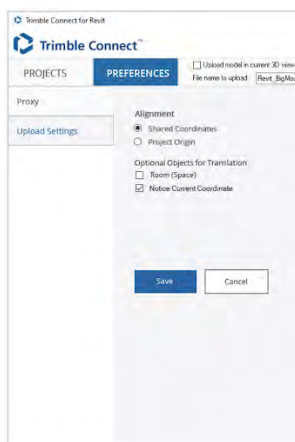 Trimble Connect for Revit
Trimble Connect™
PROJECTS
PREFERENCES
Upload model in current 3D view
File name to upload
Revit_BigMo
Proxy
Upload Settings
Alignment
Shared Coordinates
Project Origin
Optional Objects for Translation
Room (Space)
Notice Current Coordinate
Save
Cancel